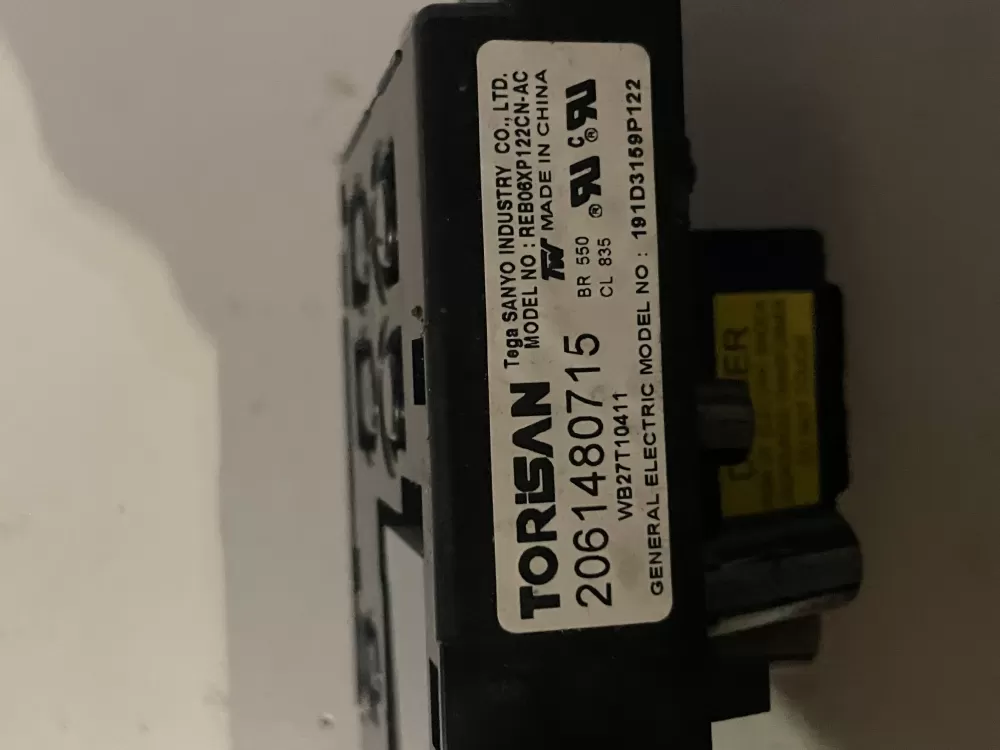 TORiSAN Tega SANYO INDUSTRY CO., LTD.
MODEL NO : REB06XP122CN-AC
TW MADE IN CHINA
2061480715
BR 550
CL 835
WB27T10411
GENERAL ELECTRIC MODEL NO : 191D3159P122